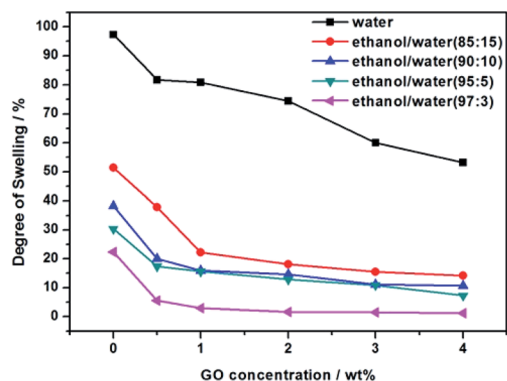 100
90
80
70
60
50
40
30
20
10
0
Degree of Swelling / %
water
ethanol/water(85:15)
ethanol/water(90:10)
ethanol/water(95:5)
ethanol/water(97:3)
0 1 2 3 4
GO concentration / wt%